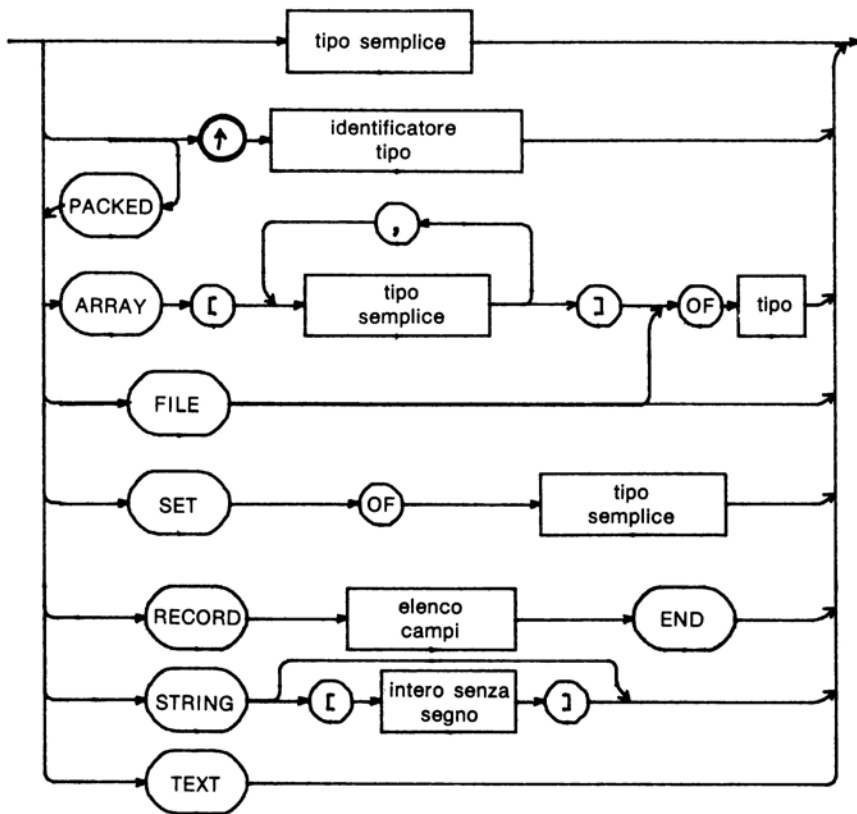 tipo semplice
↑
identificatore
tipo
PACKED
,
ARRAY [ tipo semplice ] OF tipo
FILE
SET OF tipo
semplice
RECORD elenco
campi END
STRING [ intero senza
segno ]
TEXT